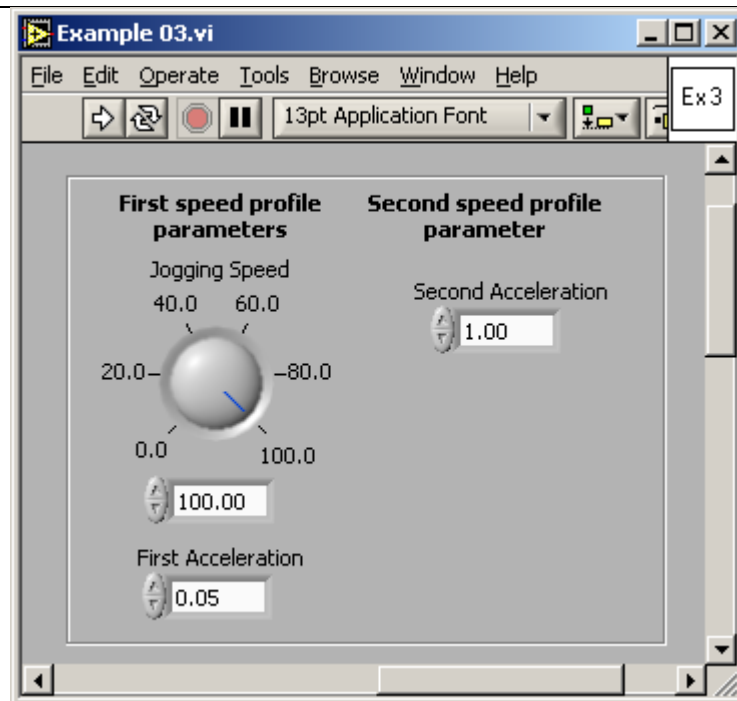 Example 03.vi
File Edit Operate Tools Browse Window Help
Ex3
13pt Application Font
First speed profile
parameters
Second speed profile
parameter
Jogging Speed
40.0 60.0
20.0 80.0
0.0 100.0
100.00
First Acceleration
0.05
Second Acceleration
1.00